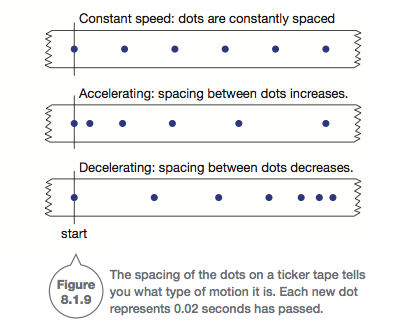 Constant speed: dots are constantly spaced
Accelerating: spacing between dots increases.
Decelerating: spacing between dots decreases.
start
Figure
8.1.9
The spacing of the dots on a ticker tape tells
you what type of motion it is. Each new dot
represents 0.02 seconds has passed.